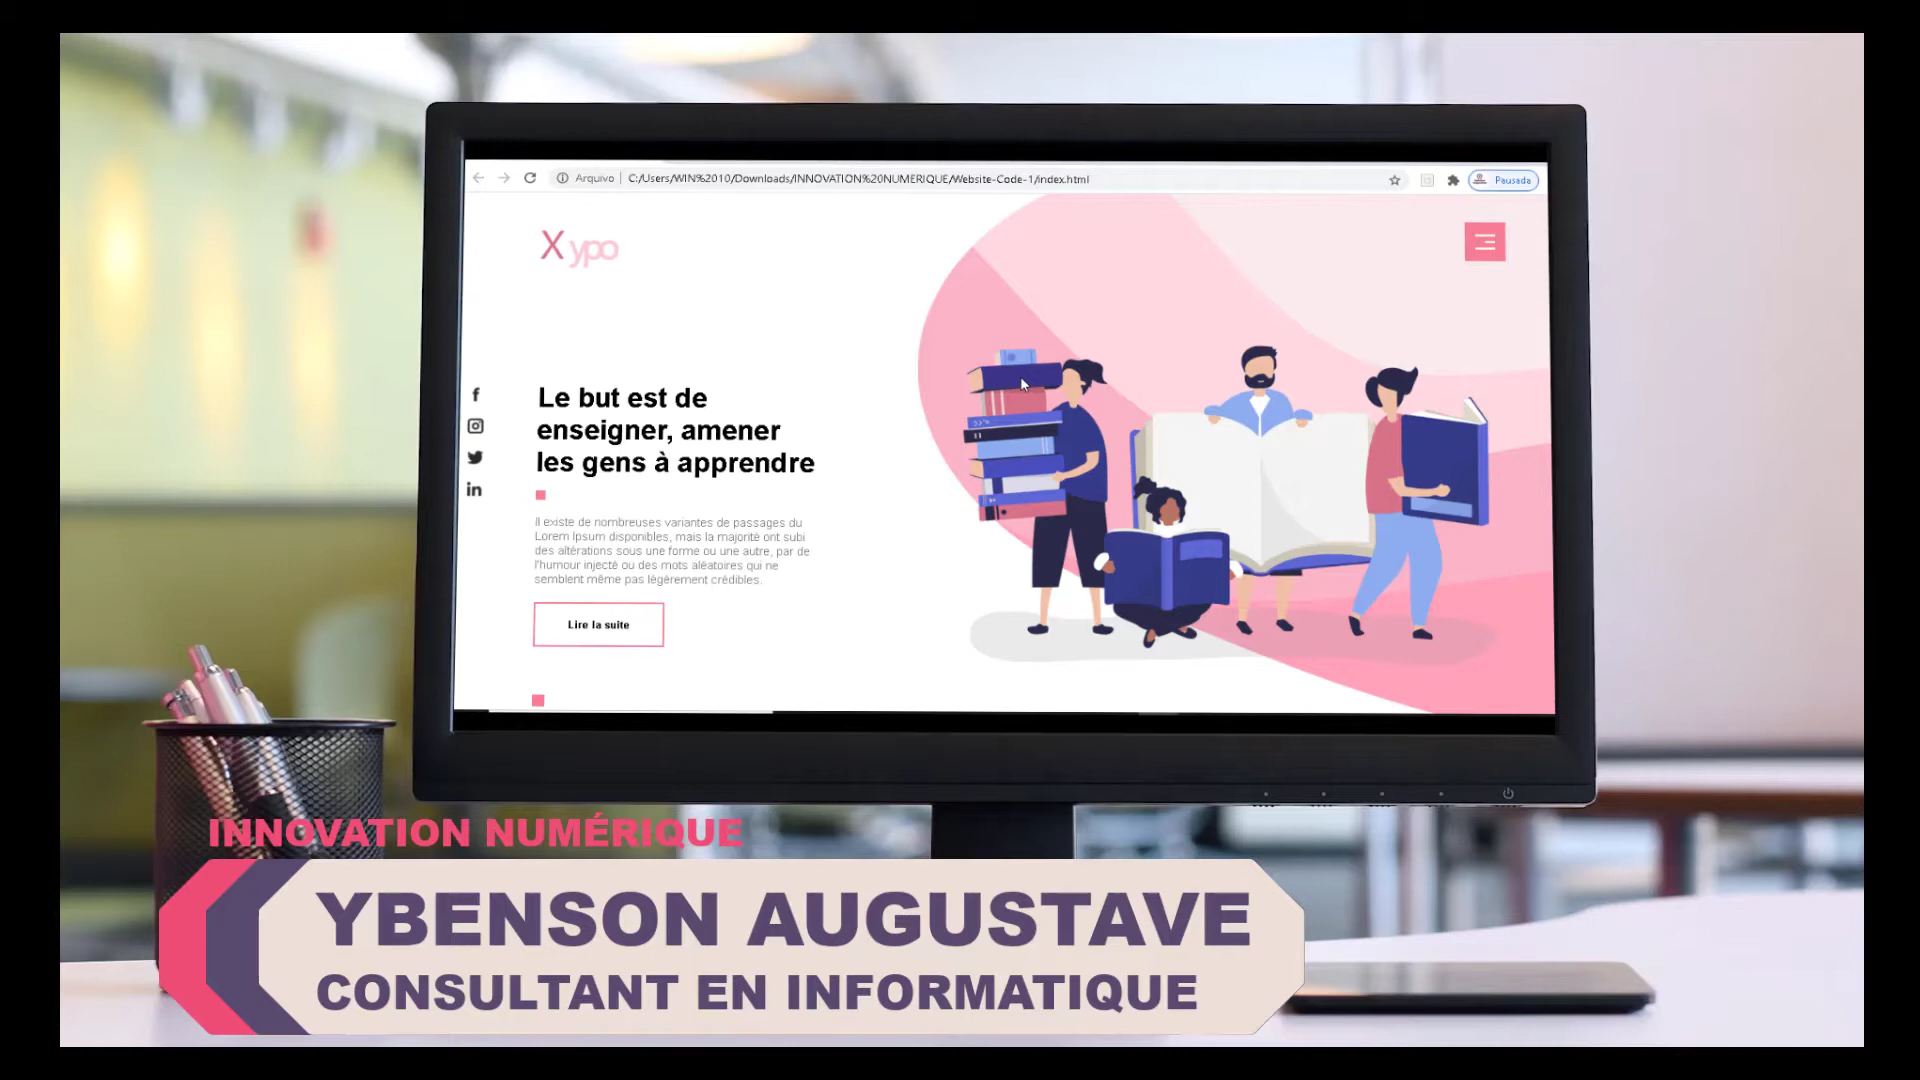 Arquivo C:/Users/WIN%2010/Downloads/INNOVATION%20NUMERIQUE/Website-Code-1/index.html Pausada
X ypo
f
in
Le but est de
enseigner, amener
les gens à apprendre
Il existe de nombreuses variantes de passages du
Lorem Ipsum disponibles, mais la majorité ont subi
des altérations sous une forme ou une autre, par de
l'humour injecté ou des mots aléatoires qui ne
semblent même pas légèrement crédibles.
Lire la suite
INNOVATION NUMÉRIQUE
YBENSON AUGUSTAVE
CONSULTANT EN INFORMATIQUE